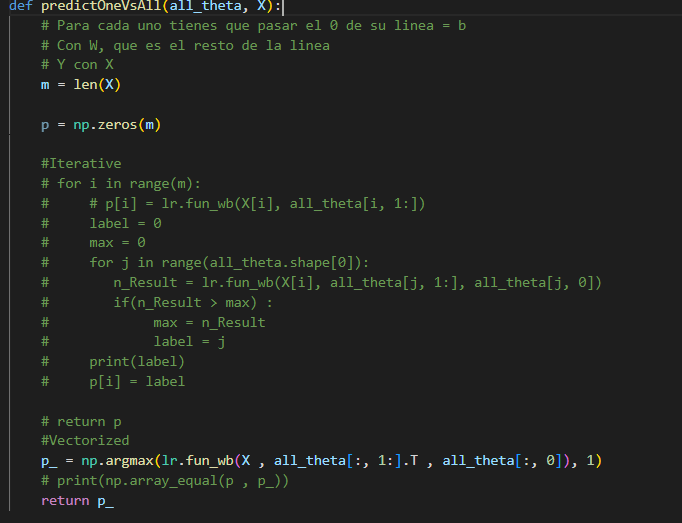 def predictOneVsAll(all_theta, X):
    # Para cada uno tienes que pasar el 0 de su linea = b
    # Con W, que es el resto de la linea
    # Y con X
    m = len(X)

    p = np.zeros(m)

    #Iterative
    # for i in range(m):
    #     # p[i] = lr.fun_wb(X[i], all_theta[i, 1:])
    #     label = 0
    #     max = 0
    #     for j in range(all_theta.shape[0]):
    #        n_Result = lr.fun_wb(X[i], all_theta[j, 1:], all_theta[j, 0])
    #        if(n_Result > max) :
    #             max = n_Result
    #             label = j
    #     print(label)
    #     p[i] = label

    # return p
    #Vectorized
    p_ = np.argmax(lr.fun_wb(X , all_theta[:, 1:].T , all_theta[:, 0]), 1)
    # print(np.array_equal(p , p_))
    return p_